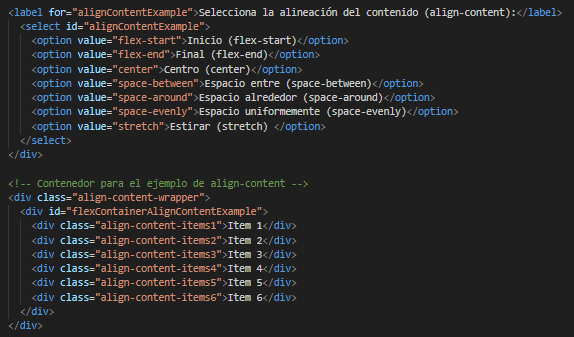 <label for="alignContentExample">Selecciona la alineación del contenido (align-content):</label>
<select id="alignContentExample">
<option value="flex-start">Inicio (flex-start)</option>
<option value="flex-end">Final (flex-end)</option>
<option value="center">Centro (center)</option>
<option value="space-between">Espacio entre (space-between)</option>
<option value="space-around">Espacio alrededor (space-around)</option>
<option value="space-evenly">Espacio uniformemente (space-evenly)</option>
<option value="stretch">Estirar (stretch) </option>
</select>
</div>
<!-- Contenedor para el ejemplo de align-content -->
<div class="align-content-wrapper">
<div id="flexContainerAlignContentExample">
<div class="align-content-items1">Item 1</div>
<div class="align-content-items2">Item 2</div>
<div class="align-content-items3">Item 3</div>
<div class="align-content-items4">Item 4</div>
<div class="align-content-items5">Item 5</div>
<div class="align-content-items6">Item 6</div>
</div>
</div>